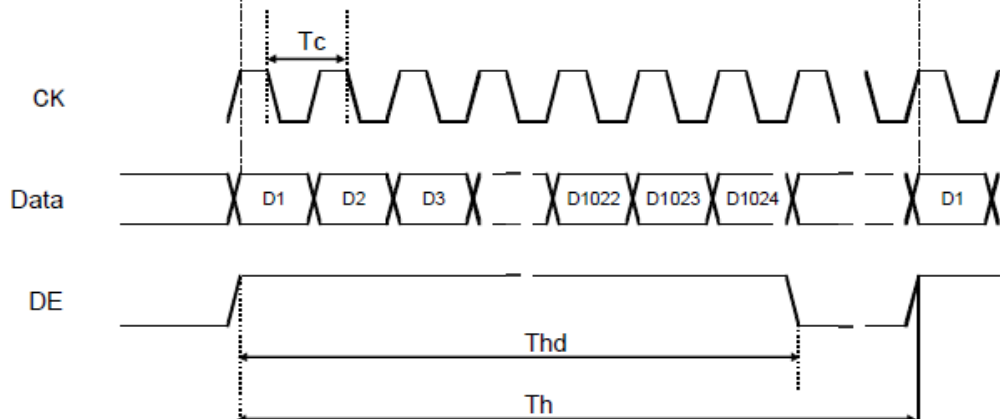 Tc
CK
Data D1 D2 D3 D1022 D1023 D1024 D1
DE
Thd
Th